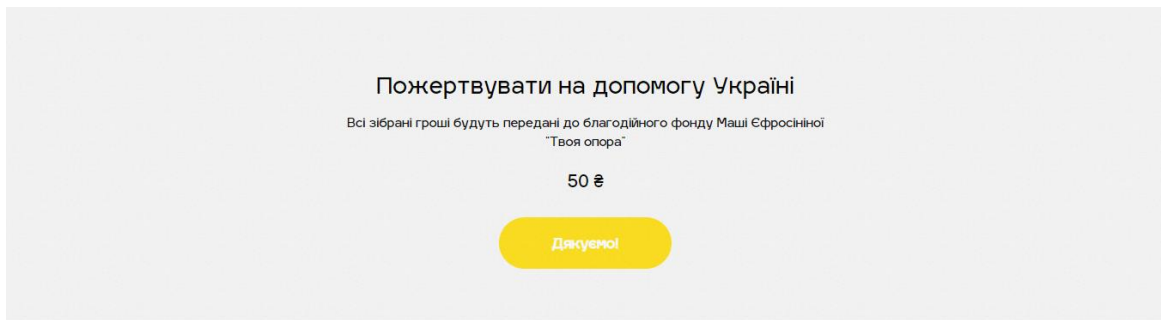 Пожертвувати на допомогу Україні
Всі зібрані гроші будуть передані до благодійного фонду Маші Єфросініної
"Твоя опора"
50 ₴
Дякуємо!